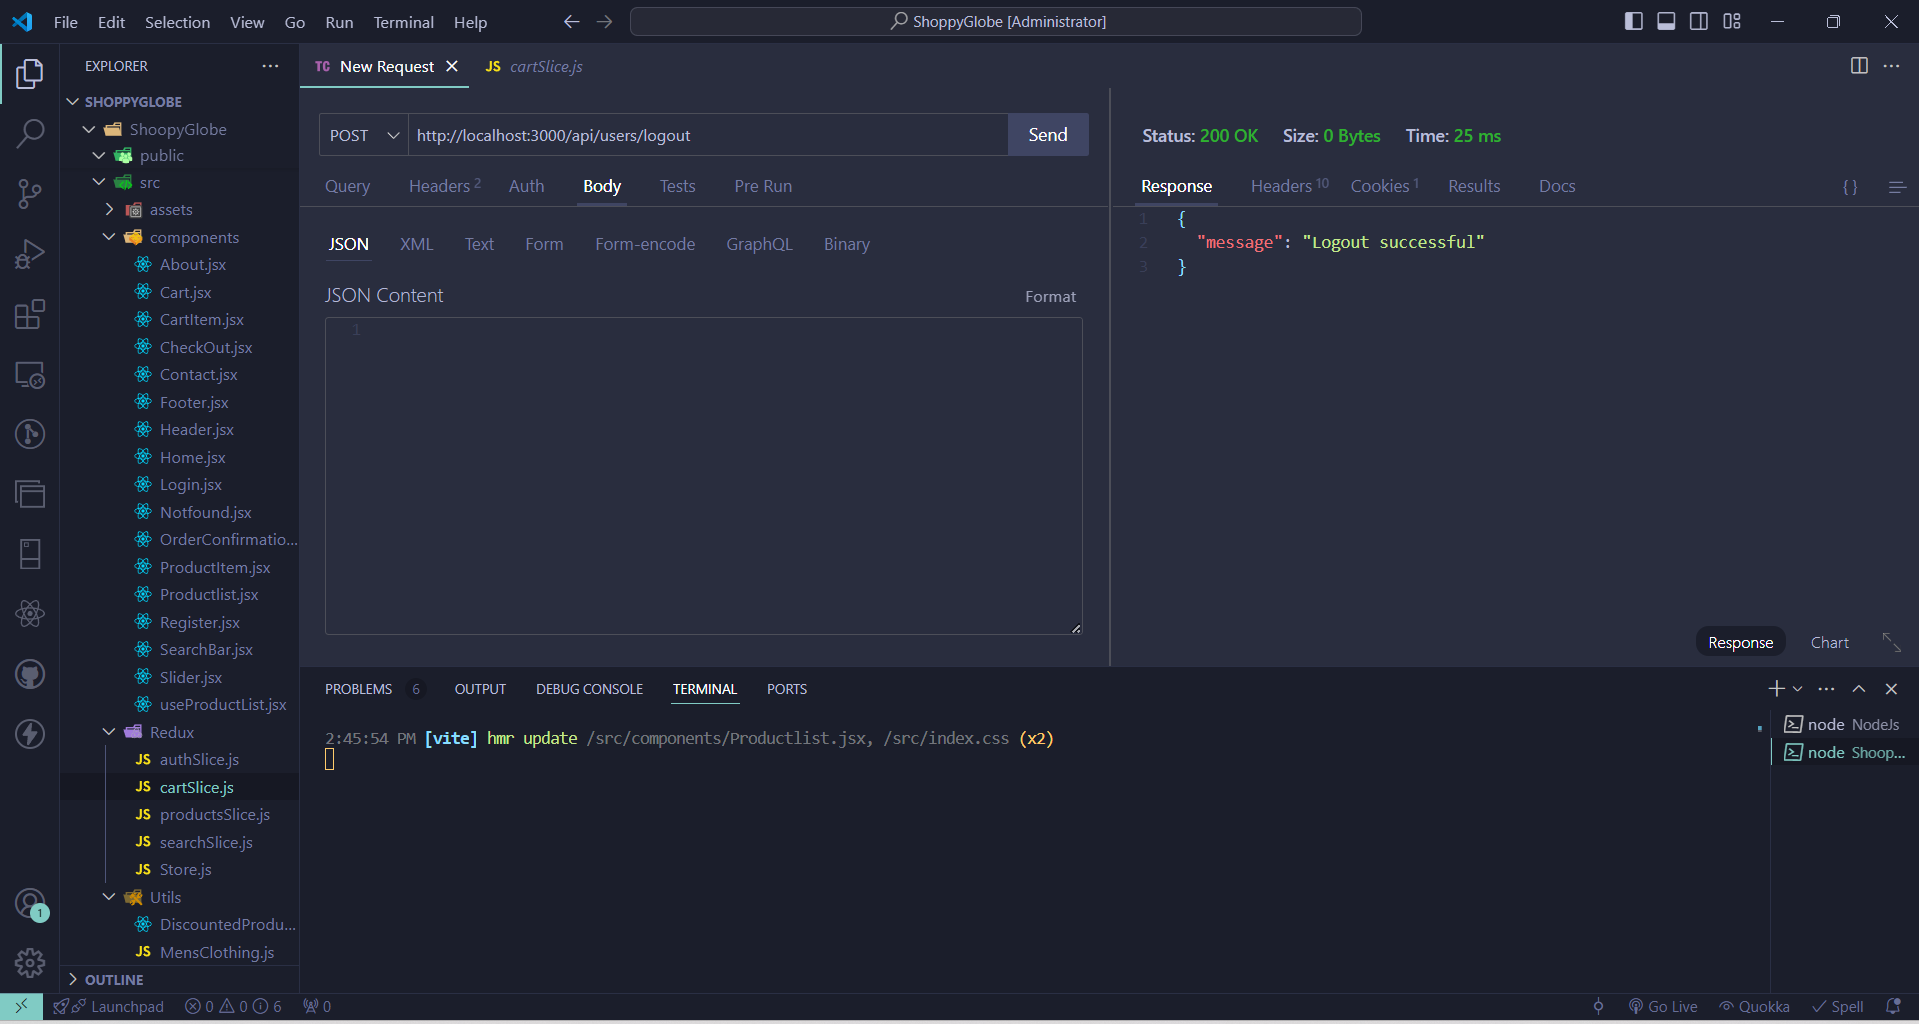 File Edit Selection View Go Run Terminal Help
ShoppyGlobe [Administrator]
EXPLORER
SHOPPYGLOBE
ShoopyGlobe
public
src
assets
components
About.jsx
Cart.jsx
CartItem.jsx
CheckOut.jsx
Contact.jsx
Footer.jsx
Header.jsx
Home.jsx
Login.jsx
Notfound.jsx
OrderConfirmatio...
ProductItem.jsx
Productlist.jsx
Register.jsx
SearchBar.jsx
Slider.jsx
useProductList.jsx
Redux
JS authSlice.js
JS cartSlice.js
JS productsSlice.js
JS searchSlice.js
JS Store.js
Utils
DiscountedProdu...
JS MensClothing.js
OUTLINE
TC New Request JS cartSlice.js
POST http://localhost:3000/api/users/logout Send
Query Headers 2 Auth Body Tests Pre Run
JSON XML Text Form Form-encode GraphQL Binary
JSON Content Format
1
Status: 200 OK Size: 0 Bytes Time: 25 ms
Response Headers 10 Cookies 1 Results Docs { }
1 {
2 "message": "Logout successful"
3 }
Response Chart
PROBLEMS 6 OUTPUT DEBUG CONSOLE TERMINAL PORTS
2:45:54 PM [vite] hmr update /src/components/Productlist.jsx, /src/index.css (x2)
node NodeJs
node Shoop...
1
Launchpad 0 0 6 0 Go Live Quokka Spell